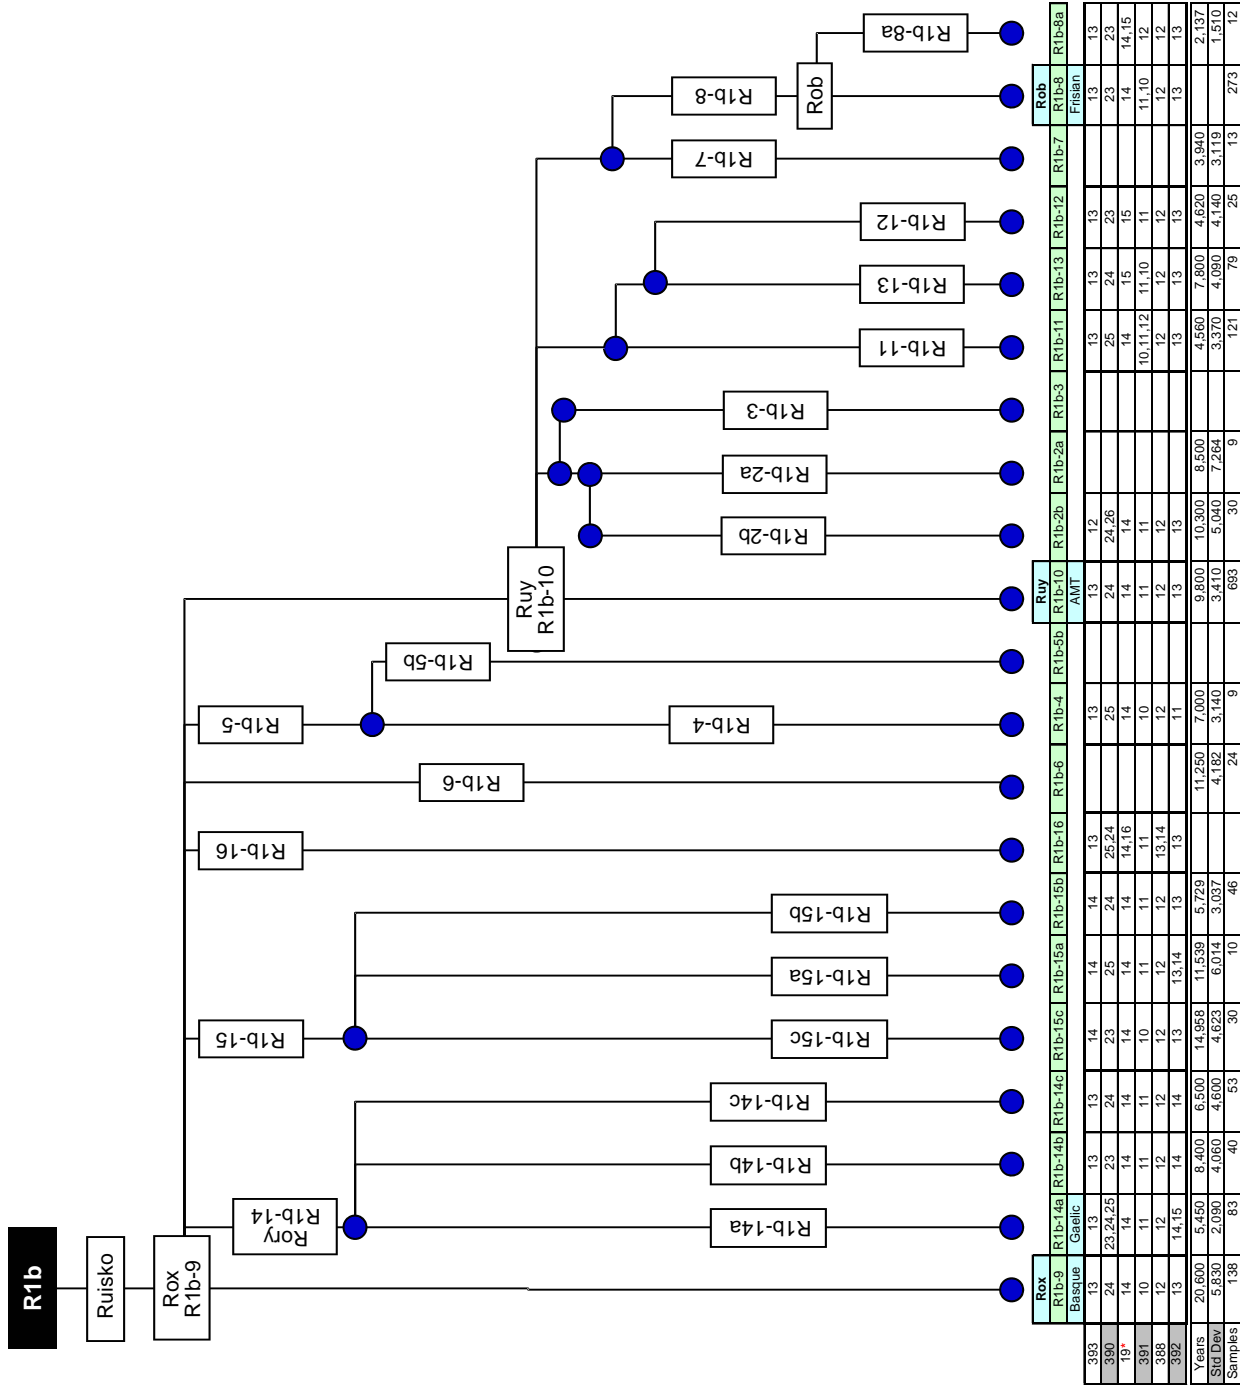 R1b
Ruisko
Rox
R1b-9
Rory
R1b-14
R1b-15
R1b-16
R1b-5
R1b-6
R1b-5b
Ruy
R1b-10
R1b-14a
R1b-14b
R1b-14c
R1b-15c
R1b-15a
R1b-15b
R1b-4
R1b-2b
R1b-2a
R1b-3
R1b-11
R1b-13
R1b-12
R1b-7
R1b-8
Rob
R1b-8a
Rox Ruy Rob
R1b-9 R1b-14a R1b-14b R1b-14c R1b-15c R1b-15a R1b-15b R1b-16 R1b-6 R1b-4 R1b-5b R1b-10 R1b-2b R1b-2a R1b-3 R1b-11 R1b-13 R1b-12 R1b-7 R1b-8 R1b-8a
Basque Gaelic AMT Frisian
393 13 13 13 13 14 14 14 13 13 13 12 13 13 13 13 13
390 24 23,24,25 23 24 23 25 24 25,24 25 24 24,26 25 24 23 23 23
19* 14 14 14 14 14 14 14 14,16 14 14 14 14 15 15 14 14,15
391 10 11 11 11 10 11 11 11 10 11 11 10,11,12 11,10 11 11,10 12
388 12 12 12 12 12 12 12 13,14 12 12 12 12 12 12 12 12
392 13 14,15 14 14 13 13,14 13 13 11 13 13 13 13 13 13 13
Years 20,600 5,450 8,400 6,500 14,958 11,539 5,729 11,250 7,000 9,800 10,300 8,500 4,560 7,800 4,620 3,940 2,137
Std Dev 5,830 2,090 4,060 4,600 4,623 6,014 3,037 4,182 3,140 3,410 5,040 7,264 3,370 4,090 4,140 3,119 1,510
Samples 138 83 40 53 30 10 46 24 9 693 30 9 121 79 25 13 273 12